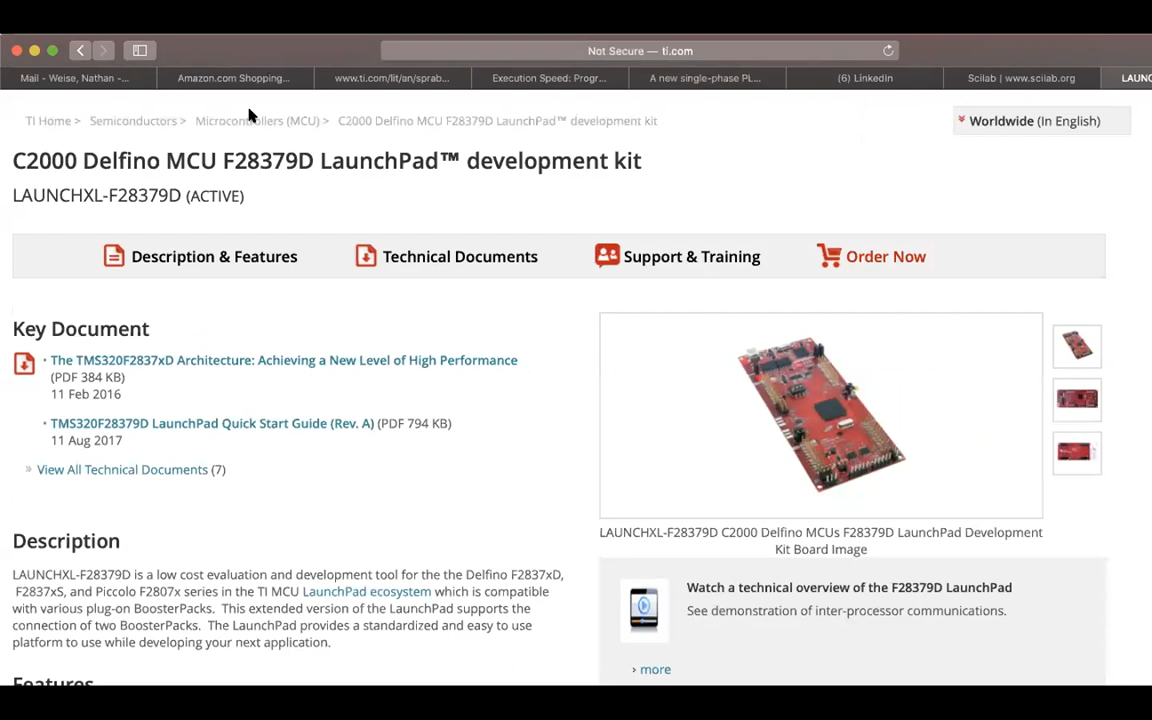 Not Secure — ti.com
Mail - Weise, Nathan -...
Amazon.com Shopping...
www.ti.com/lit/an/sprab...
Execution Speed: Progr...
A new single-phase PL...
(6) LinkedIn
Scilab | www.scilab.org
LAUNC
TI Home > Semiconductors > Microcontrollers (MCU) > C2000 Delfino MCU F28379D LaunchPad™ development kit
Worldwide (In English)
C2000 Delfino MCU F28379D LaunchPad™ development kit
LAUNCHXL-F28379D (ACTIVE)
Description & Features
Technical Documents
Support & Training
Order Now
Key Document
· The TMS320F2837xD Architecture: Achieving a New Level of High Performance
(PDF 384 KB)
11 Feb 2016
· TMS320F28379D LaunchPad Quick Start Guide (Rev. A) (PDF 794 KB)
11 Aug 2017
» View All Technical Documents (7)
LAUNCHXL-F28379D C2000 Delfino MCUs F28379D LaunchPad Development
Kit Board Image
Description
LAUNCHXL-F28379D is a low cost evaluation and development tool for the the Delfino F2837xD,
F2837xS, and Piccolo F2807x series in the TI MCU LaunchPad ecosystem which is compatible
with various plug-on BoosterPacks. This extended version of the LaunchPad supports the
connection of two BoosterPacks. The LaunchPad provides a standardized and easy to use
platform to use while developing your next application.
Watch a technical overview of the F28379D LaunchPad
See demonstration of inter-processor communications.
› more
Features